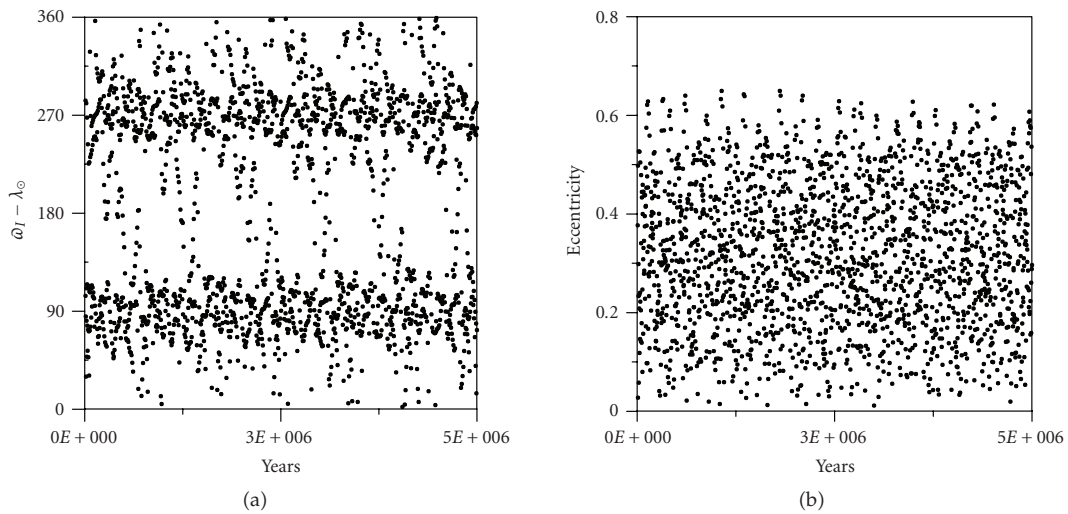 360
270
180
90
0
ϖ_I − λ_⊙
0E + 000
3E + 006
5E + 006
Years
(a)
0.8
0.6
0.4
0.2
0
Eccentricity
0E + 000
3E + 006
5E + 006
Years
(b)